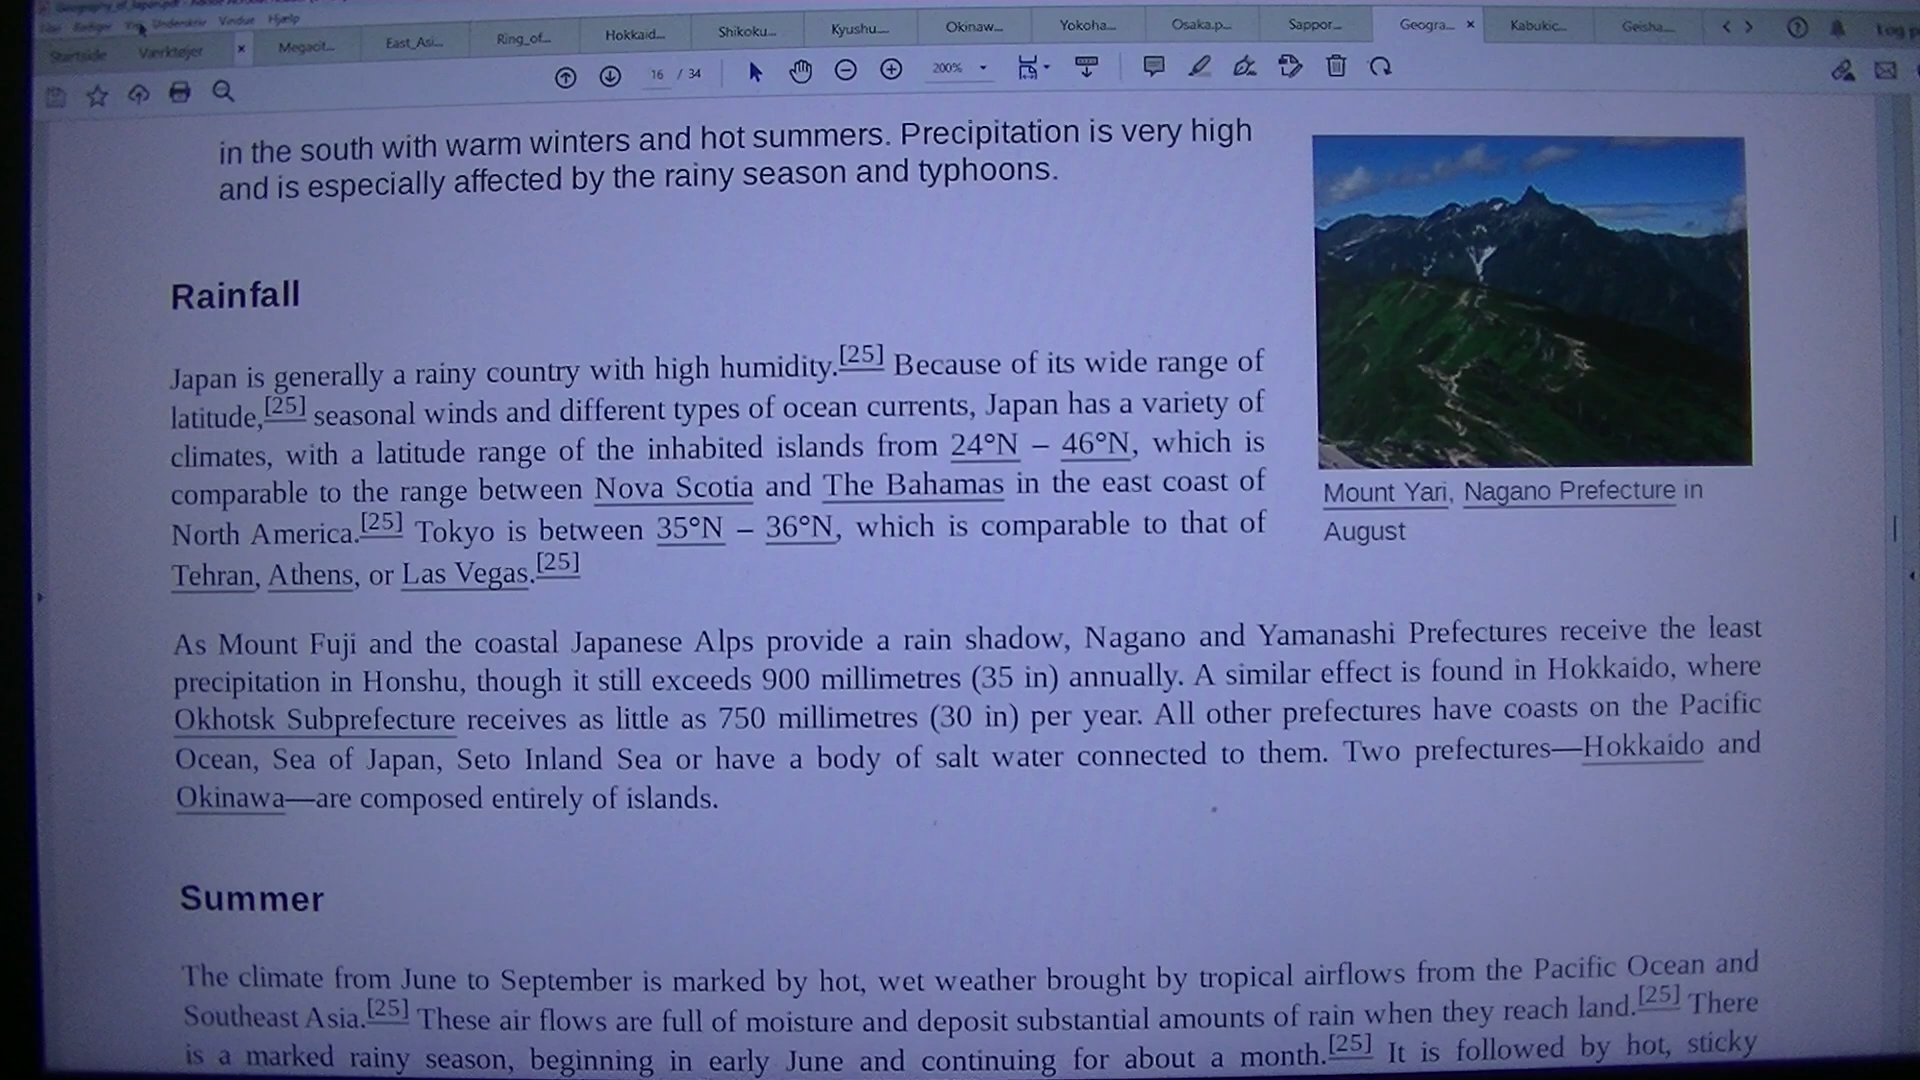 Startside Værktøjer × Megacit... East_Asi... Ring_of... Hokkaid... Shikoku... Kyushu.... Okinaw... Yokoha... Osaka.p... Sappor... Geogra... × Kabukic... Geisha...
16 / 34 200%
in the south with warm winters and hot summers. Precipitation is very high
and is especially affected by the rainy season and typhoons.
Rainfall
Japan is generally a rainy country with high humidity.[25] Because of its wide range of
latitude,[25] seasonal winds and different types of ocean currents, Japan has a variety of
climates, with a latitude range of the inhabited islands from 24°N – 46°N, which is
comparable to the range between Nova Scotia and The Bahamas in the east coast of
North America.[25] Tokyo is between 35°N – 36°N, which is comparable to that of
Tehran, Athens, or Las Vegas.[25]
Mount Yari, Nagano Prefecture in
August
As Mount Fuji and the coastal Japanese Alps provide a rain shadow, Nagano and Yamanashi Prefectures receive the least
precipitation in Honshu, though it still exceeds 900 millimetres (35 in) annually. A similar effect is found in Hokkaido, where
Okhotsk Subprefecture receives as little as 750 millimetres (30 in) per year. All other prefectures have coasts on the Pacific
Ocean, Sea of Japan, Seto Inland Sea or have a body of salt water connected to them. Two prefectures—Hokkaido and
Okinawa—are composed entirely of islands.
Summer
The climate from June to September is marked by hot, wet weather brought by tropical airflows from the Pacific Ocean and
Southeast Asia.[25] These air flows are full of moisture and deposit substantial amounts of rain when they reach land.[25] There
is a marked rainy season, beginning in early June and continuing for about a month.[25] It is followed by hot, sticky